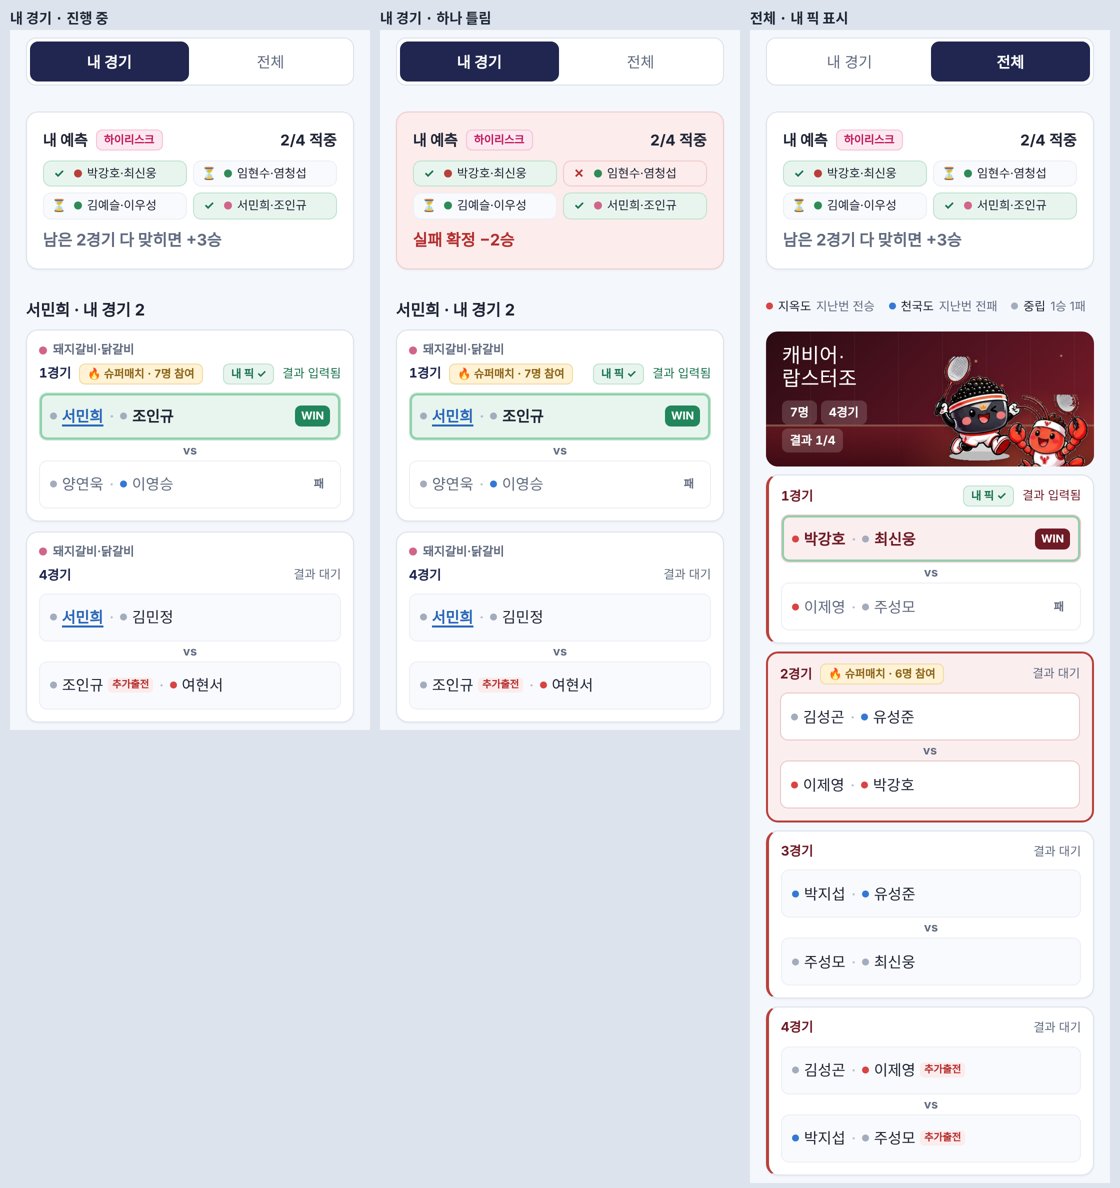 내 경기 · 진행 중
내 경기
전체
내 예측 하이리스크 2/4 적중
✓ 박강호·최신웅 ⏳ 임현수·염청섭
⏳ 김예슬·이우성 ✓ 서민희·조인규
남은 2경기 다 맞히면 +3승
서민희 · 내 경기 2
돼지갈비·닭갈비
1경기 🔥 슈퍼매치 · 7명 참여 내 픽 ✓ 결과 입력됨
서민희 · 조인규 WIN
vs
양연욱 · 이영승 패
돼지갈비·닭갈비
4경기 결과 대기
서민희 · 김민정
vs
조인규 추가출전 · 여현서
내 경기 · 하나 틀림
내 경기
전체
내 예측 하이리스크 2/4 적중
✓ 박강호·최신웅 ✕ 임현수·염청섭
⏳ 김예슬·이우성 ✓ 서민희·조인규
실패 확정 −2승
서민희 · 내 경기 2
돼지갈비·닭갈비
1경기 🔥 슈퍼매치 · 7명 참여 내 픽 ✓ 결과 입력됨
서민희 · 조인규 WIN
vs
양연욱 · 이영승 패
돼지갈비·닭갈비
4경기 결과 대기
서민희 · 김민정
vs
조인규 추가출전 · 여현서
전체 · 내 픽 표시
내 경기
전체
내 예측 하이리스크 2/4 적중
✓ 박강호·최신웅 ⏳ 임현수·염청섭
⏳ 김예슬·이우성 ✓ 서민희·조인규
남은 2경기 다 맞히면 +3승
지옥도 지난번 전승 천국도 지난번 전패 중립 1승 1패
캐비어·
랍스터조
7명 4경기
결과 1/4
1경기 내 픽 ✓ 결과 입력됨
박강호 · 최신웅 WIN
vs
이제영 · 주성모 패
2경기 🔥 슈퍼매치 · 6명 참여 결과 대기
김성곤 · 유성준
vs
이제영 · 박강호
3경기 결과 대기
박지섭 · 유성준
vs
주성모 · 최신웅
4경기 결과 대기
김성곤 · 이제영 추가출전
vs
박지섭 · 주성모 추가출전